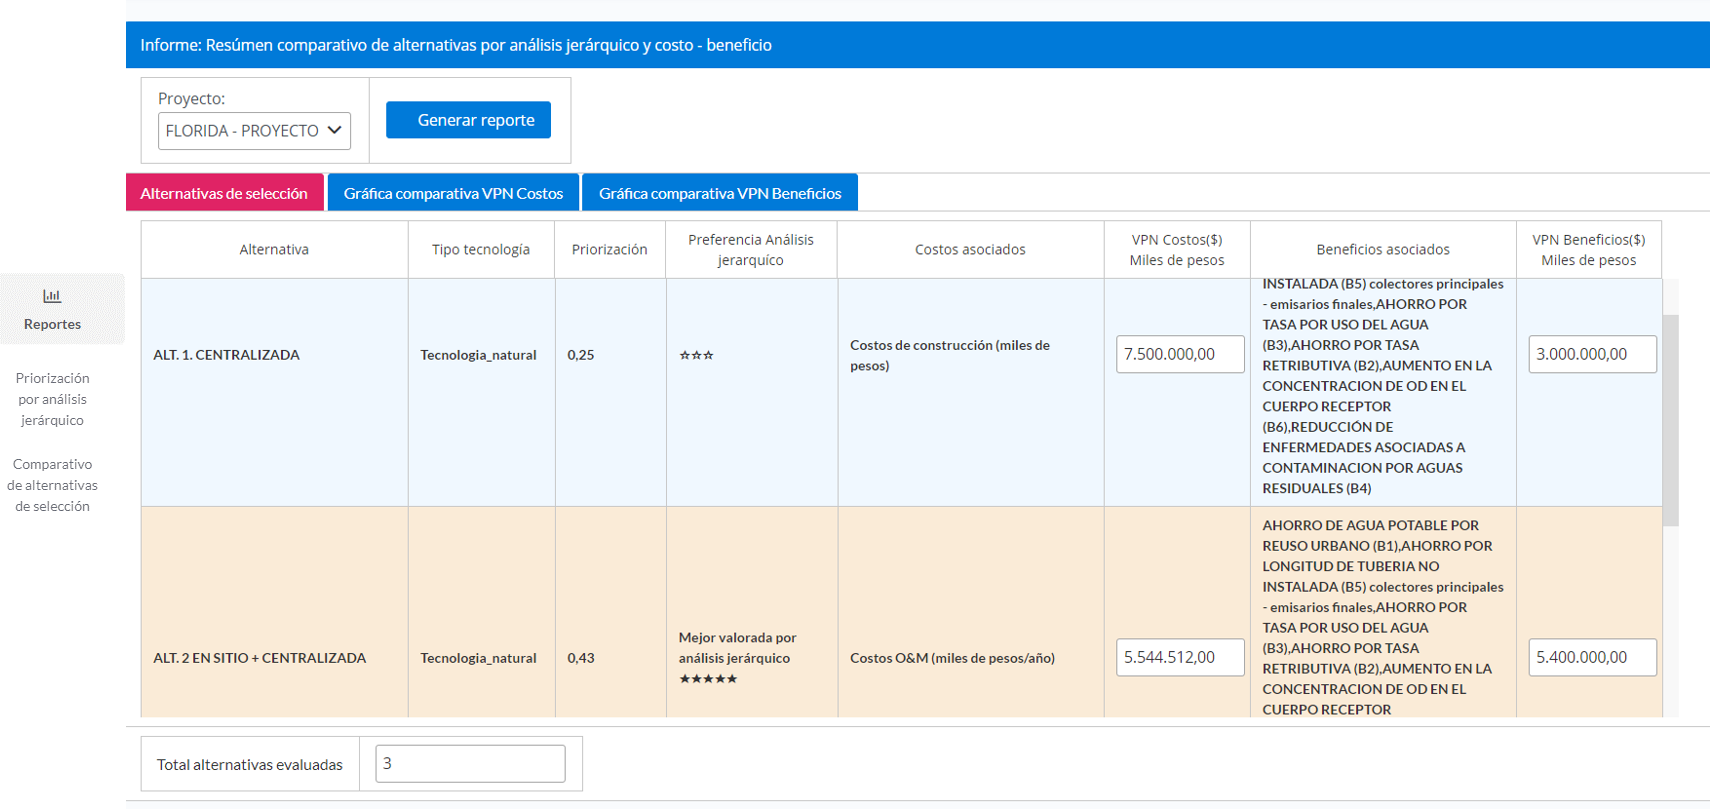 Informe: Resúmen comparativo de alternativas por análisis jerárquico y costo - beneficio
Proyecto:
FLORIDA - PROYECTO
Generar reporte
Alternativas de selección
Gráfica comparativa VPN Costos
Gráfica comparativa VPN Beneficios
Reportes
Priorización
por análisis
jerárquico
Comparativo
de alternativas
de selección
Alternativa
Tipo tecnología
Priorización
Preferencia Análisis
jerarquíco
Costos asociados
VPN Costos($)
Miles de pesos
Beneficios asociados
VPN Beneficios($)
Miles de pesos
ALT. 1. CENTRALIZADA
Tecnologia_natural
0,25
☆☆☆
Costos de construcción (miles de
pesos)
7.500.000,00
INSTALADA (B5) colectores principales
- emisarios finales,AHORRO POR
TASA POR USO DEL AGUA
(B3),AHORRO POR TASA
RETRIBUTIVA (B2),AUMENTO EN LA
CONCENTRACION DE OD EN EL
CUERPO RECEPTOR
(B6),REDUCCIÓN DE
ENFERMEDADES ASOCIADAS A
CONTAMINACION POR AGUAS
RESIDUALES (B4)
3.000.000,00
ALT. 2 EN SITIO + CENTRALIZADA
Tecnologia_natural
0,43
Mejor valorada por
análisis jerárquico
★★★★★
Costos O&M (miles de pesos/año)
5.544.512,00
AHORRO DE AGUA POTABLE POR
REUSO URBANO (B1),AHORRO POR
LONGITUD DE TUBERIA NO
INSTALADA (B5) colectores principales
- emisarios finales,AHORRO POR
TASA POR USO DEL AGUA
(B3),AHORRO POR TASA
RETRIBUTIVA (B2),AUMENTO EN LA
CONCENTRACION DE OD EN EL
CUERPO RECEPTOR
5.400.000,00
Total alternativas evaluadas
3